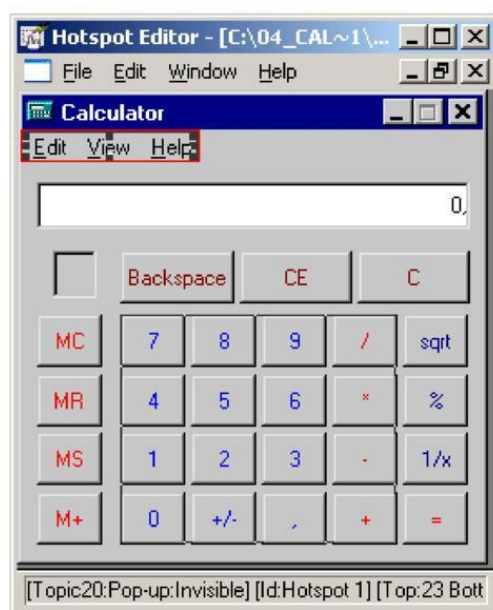 Hotspot Editor - [C:\04_CAL~1\...
File Edit Window Help
Calculator
Edit View Help
0,
Backspace CE C
MC 7 8 9 / sqrt
MR 4 5 6 * %
MS 1 2 3 - 1/x
M+ 0 +/- , + =
[Topic20:Pop-up:Invisible] [Id:Hotspot 1] [Top:23 Bott